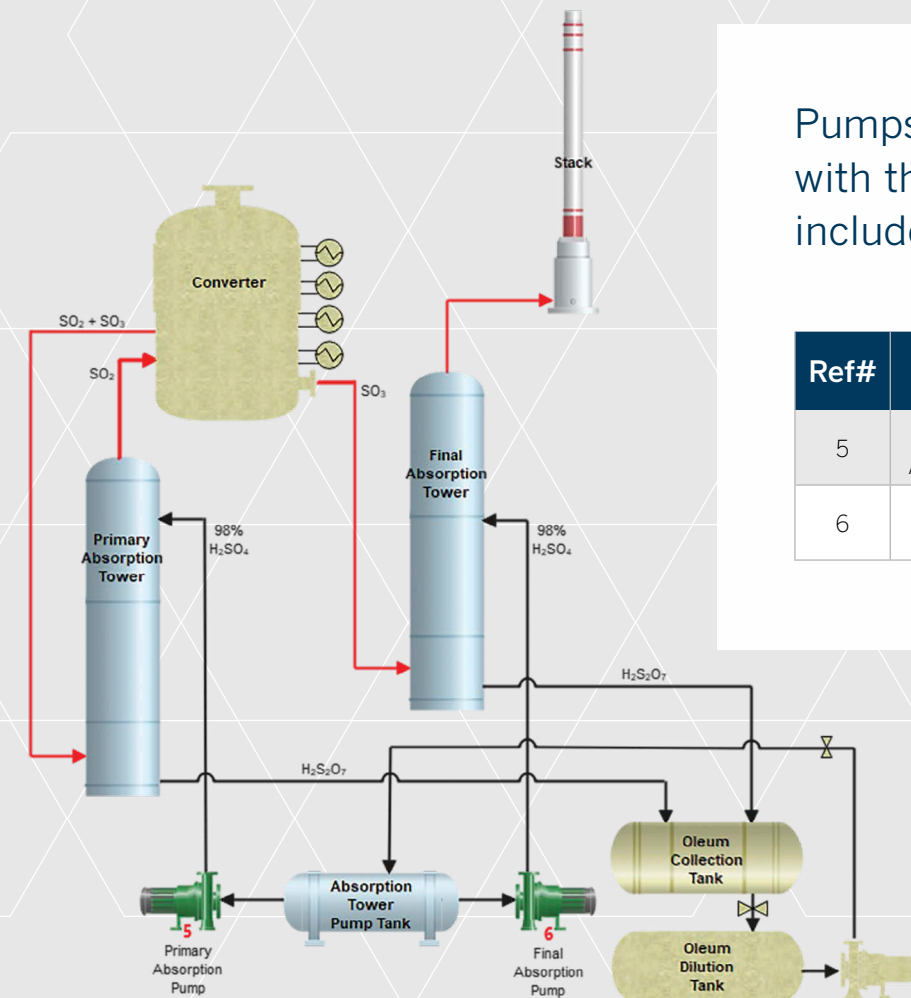 Stack
Converter
SO₂ + SO₃
SO₂
SO₃
Final
Absorption
Tower
Primary
Absorption
Tower
98%
H₂SO₄
98%
H₂SO₄
H₂S₂O₇
H₂S₂O₇
Oleum
Collection
Tank
Absorption
Tower
Pump Tank
5
Primary
Absorption
Pump
6
Final
Absorption
Pump
Oleum
Dilution
Tank
Pumps
with th
include
Ref#
5
6